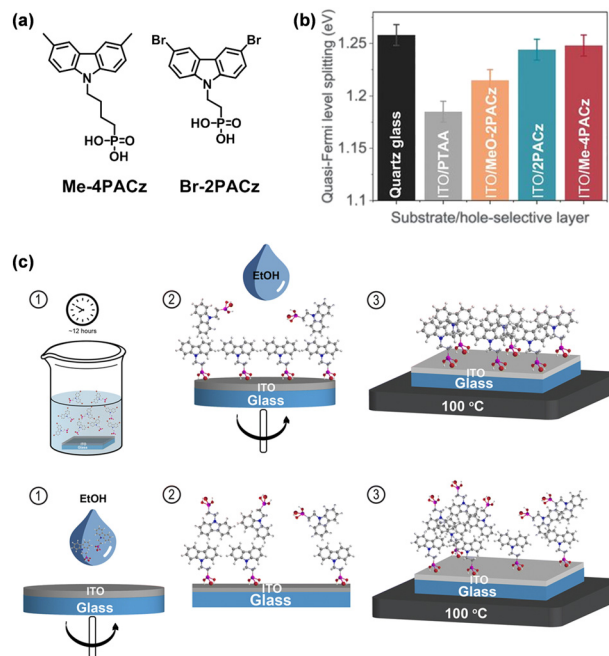 (a)
N
HO-P=O
OH
Me-4PACz
Br
Br
N
HO-P=O
OH
Br-2PACz
(b)
Quasi-Fermi level splitting (eV)
1.25
1.2
1.15
1.1
Quartz glass
ITO/PTAA
ITO/MeO-2PACz
ITO/2PACz
ITO/Me-4PACz
Substrate/hole-selective layer
(c)
1
~12 hours
2
EtOH
ITO
Glass
3
ITO
Glass
100 °C
1
EtOH
ITO
Glass
2
ITO
Glass
3
ITO
Glass
100 °C